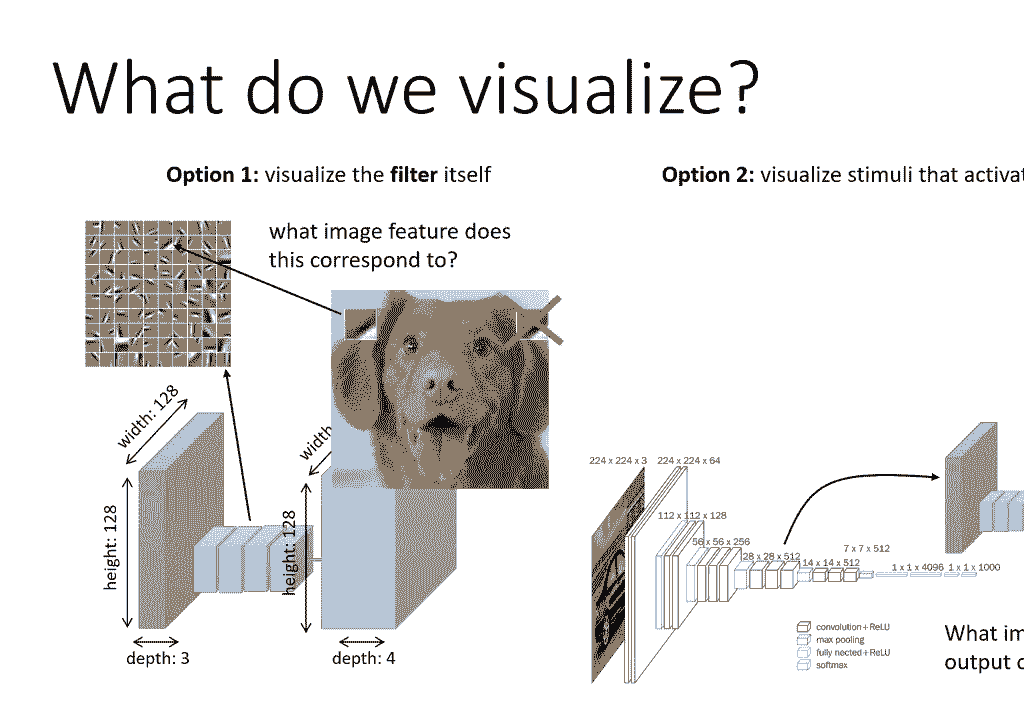 What do we visualize?
Option 1: visualize the filter itself
Option 2: visualize stimuli that activat
what image feature does
this correspond to?
width: 128
width
height: 128
height: 128
depth: 3
depth: 4
224 x 224 x 3
224 x 224 x 64
112 x 112 x 128
56 x 56 x 256
28 x 28 x 512
14 x 14 x 512
7 x 7 x 512
1 x 1 x 4096
1 x 1 x 1000
convolution+ReLU
max pooling
fully nected+ReLU
softmax
What im
output o